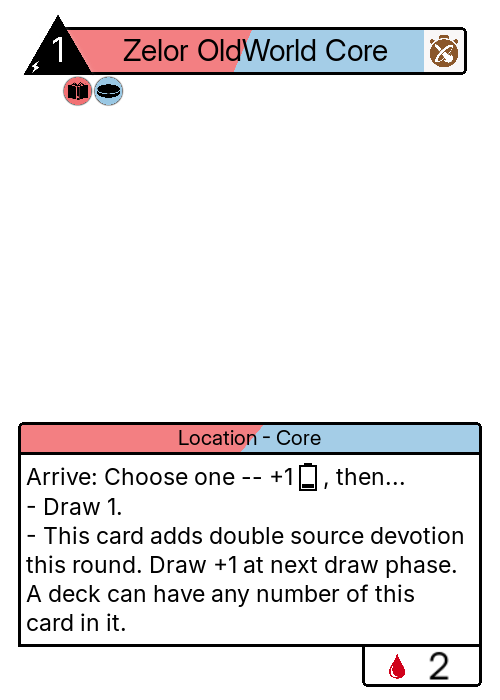 1
Zelor OldWorld Core
Location - Core
Arrive: Choose one -- +1 , then...
- Draw 1.
- This card adds double source devotion
this round. Draw +1 at next draw phase.
A deck can have any number of this
card in it.
2